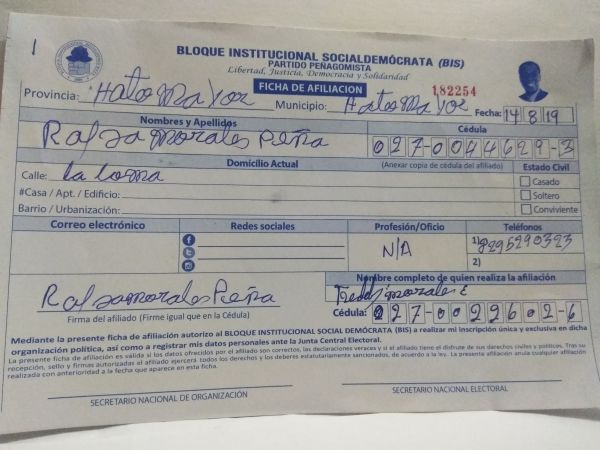 1
BLOQUE INSTITUCIONAL SOCIALDEMÓCRATA (BIS)
PARTIDO PEÑAGOMISTA
Libertad, Justicia, Democracia y Solidaridad
FICHA DE AFILIACION
182254
Provincia: Hato Mayor Municipio: Hato Mayor Fecha: 14 8 19
Nombres y Apellidos Cédula
Morales Peña 027-0044629-3
Domicilio Actual (Anexar copia de cédula del afiliado) Estado Civil
Calle: La loma Casado
#Casa / Apt. / Edificio: Soltero
Barrio / Urbanización: Conviviente
Correo electrónico Redes sociales Profesión/Oficio Teléfonos
N/A 1) 8295290323
2)
Nombre completo de quien realiza la afiliación
morales Peña morales E
Firma del afiliado (Firme igual que en la Cédula) Cédula: 027-0022602-6
Mediante la presente ficha de afiliación autorizo al BLOQUE INSTITUCIONAL SOCIAL DEMÓCRATA (BIS) a realizar mi inscripción única y exclusiva en dicha
organización política, así como a registrar mis datos personales ante la Junta Central Electoral.
La presente ficha de afiliación es valida si los datos ofrecidos por el afiliado son correctos, las declaraciones veraces y si el afiliado tiene el disfrute de sus derechos civiles y politicos. Tras su
recepción, sello y firmas autorizadas el afiliado ejercerá todos los derechos y los deberes estatutariamente sancionados, de acuerdo a la ley. La presente afiliación anula cualquier afiliación
realizada con anterioridad a la fecha que aparece en esta ficha.
SECRETARIO NACIONAL DE ORGANIZACIÓN SECRETARIO NACIONAL ELECTORAL